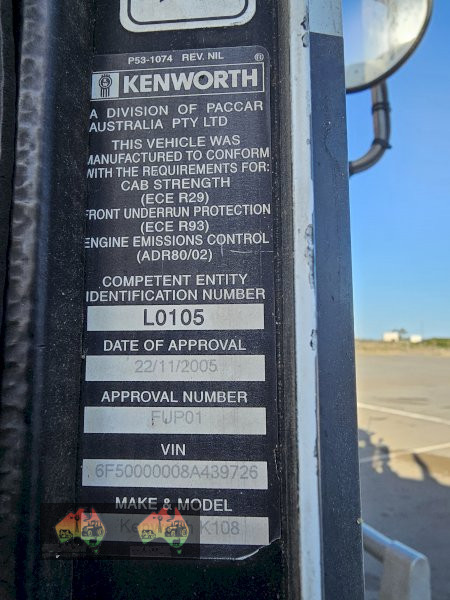 P53-1074 REV. NIL ®
KENWORTH
A DIVISION OF PACCAR
AUSTRALIA PTY LTD
THIS VEHICLE WAS
MANUFACTURED TO CONFORM
WITH THE REQUIREMENTS FOR:
CAB STRENGTH
(ECE R29)
FRONT UNDERRUN PROTECTION
(ECE R93)
ENGINE EMISSIONS CONTROL
(ADR80/02)
COMPETENT ENTITY
IDENTIFICATION NUMBER
L0105
DATE OF APPROVAL
22/11/2005
APPROVAL NUMBER
FUP01
VIN
6F50000008A439726
MAKE & MODEL
K108